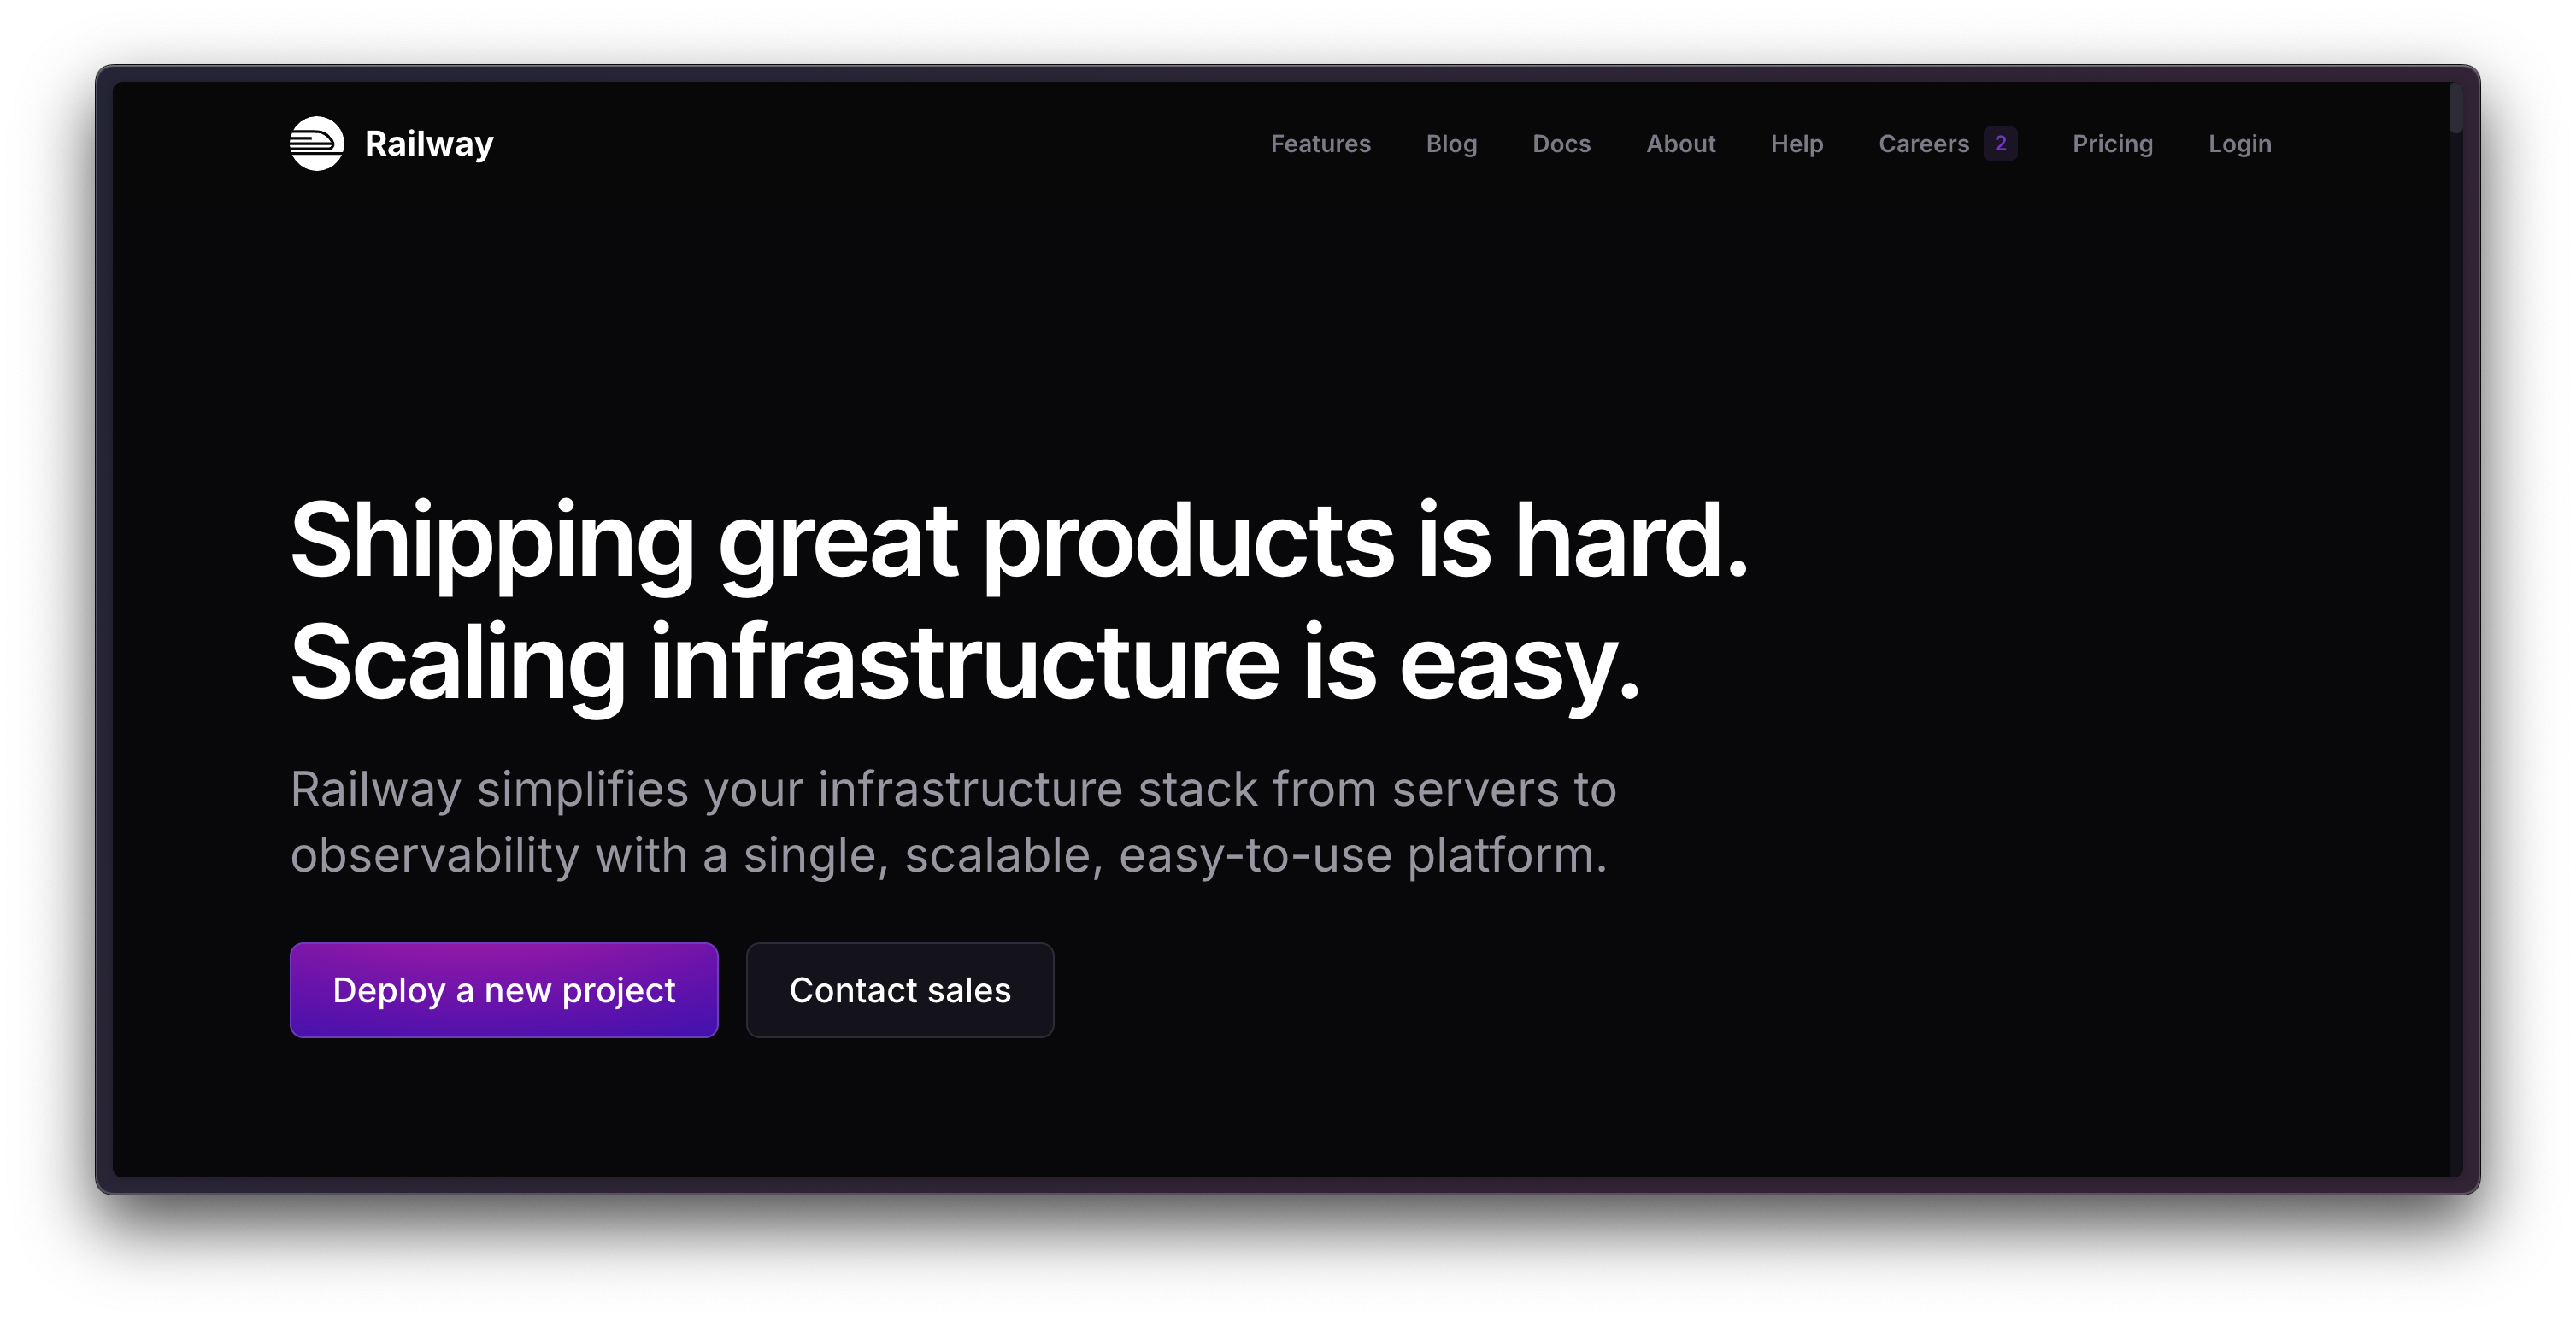 Railway
Features Blog Docs About Help Careers 2 Pricing Login
Shipping great products is hard.
Scaling infrastructure is easy.
Railway simplifies your infrastructure stack from servers to
observability with a single, scalable, easy-to-use platform.
Deploy a new project
Contact sales